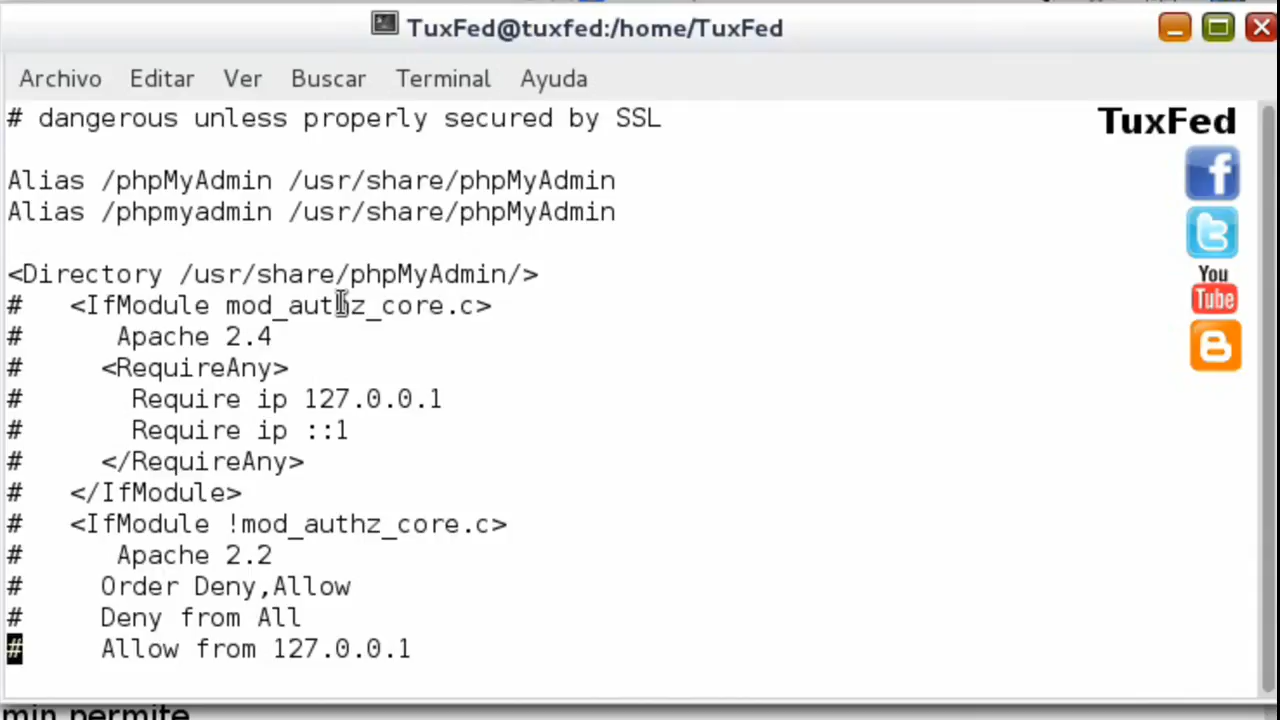 TuxFed@tuxfed:/home/TuxFed
Archivo Editar Ver Buscar Terminal Ayuda
# dangerous unless properly secured by SSL
TuxFed
Alias /phpMyAdmin /usr/share/phpMyAdmin
Alias /phpmyadmin /usr/share/phpMyAdmin
You
Tube
<Directory /usr/share/phpMyAdmin/>
#   <IfModule mod_authz_core.c>
#      Apache 2.4
#     <RequireAny>
#       Require ip 127.0.0.1
#       Require ip ::1
#     </RequireAny>
#   </IfModule>
#   <IfModule !mod_authz_core.c>
#      Apache 2.2
#     Order Deny,Allow
#     Deny from All
#     Allow from 127.0.0.1
min permite